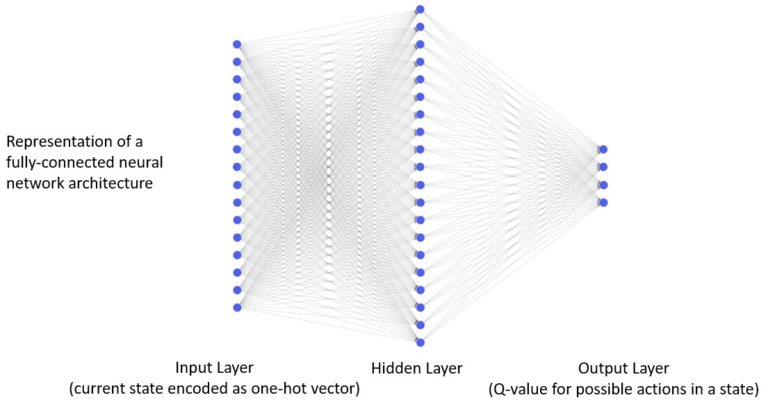 Representation of a
fully-connected neural
network architecture
Input Layer
(current state encoded as one-hot vector)
Hidden Layer
Output Layer
(Q-value for possible actions in a state)